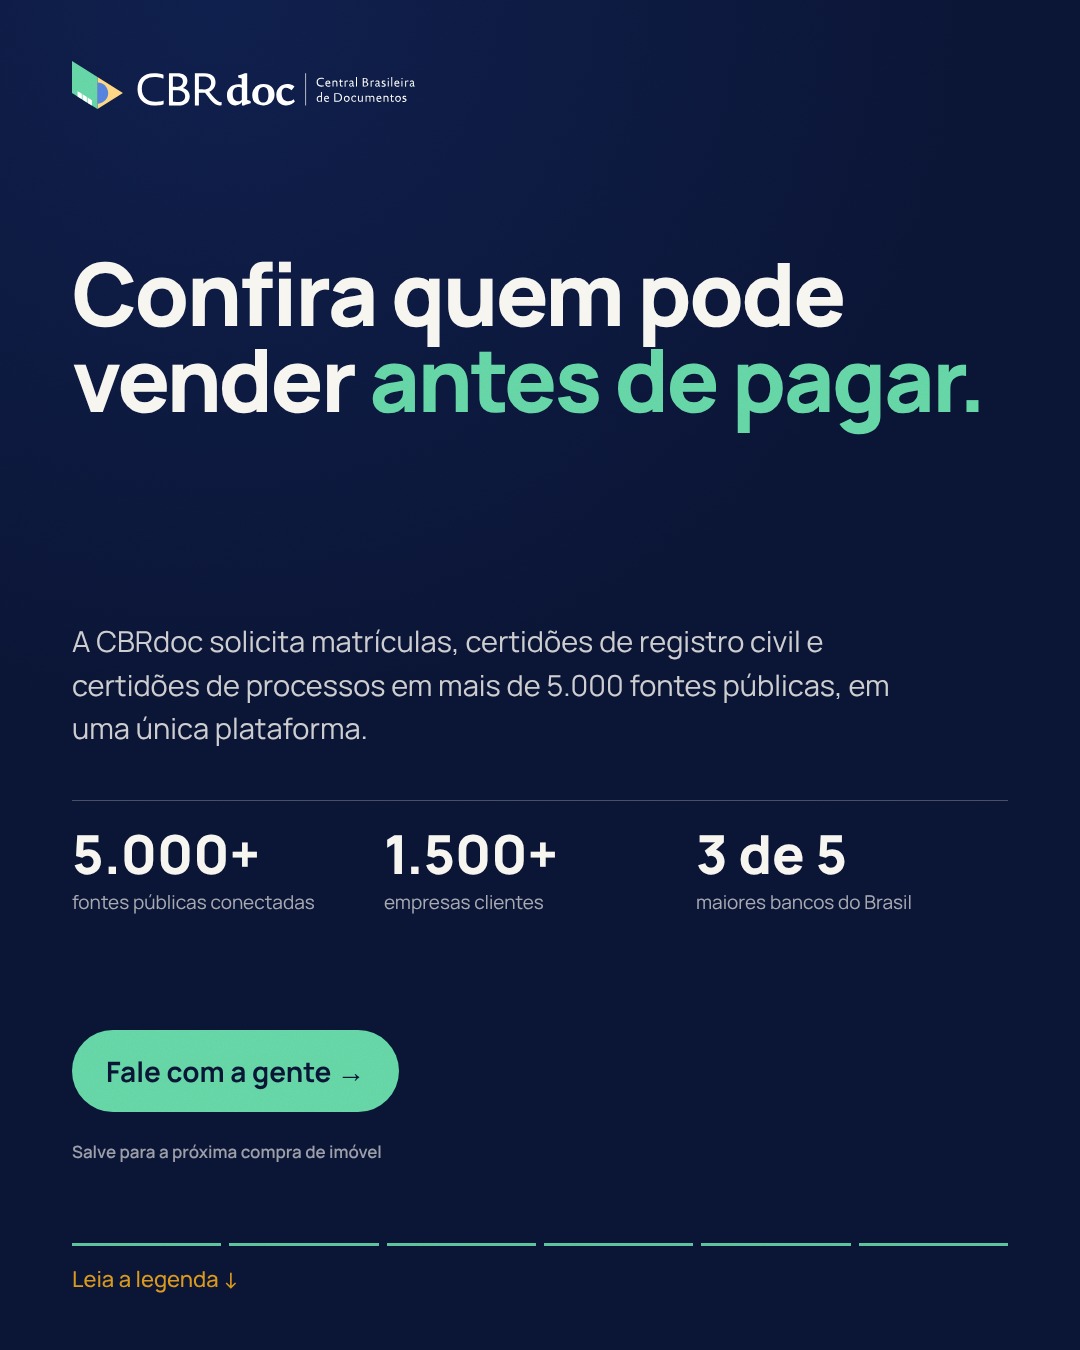 CBRdoc
Central Brasileira
de Documentos
Confira quem pode
vender antes de pagar.
A CBRdoc solicita matrículas, certidões de registro civil e
certidões de processos em mais de 5.000 fontes públicas, em
uma única plataforma.
5.000+
fontes públicas conectadas
1.500+
empresas clientes
3 de 5
maiores bancos do Brasil
Fale com a gente →
Salve para a próxima compra de imóvel
Leia a legenda ↓